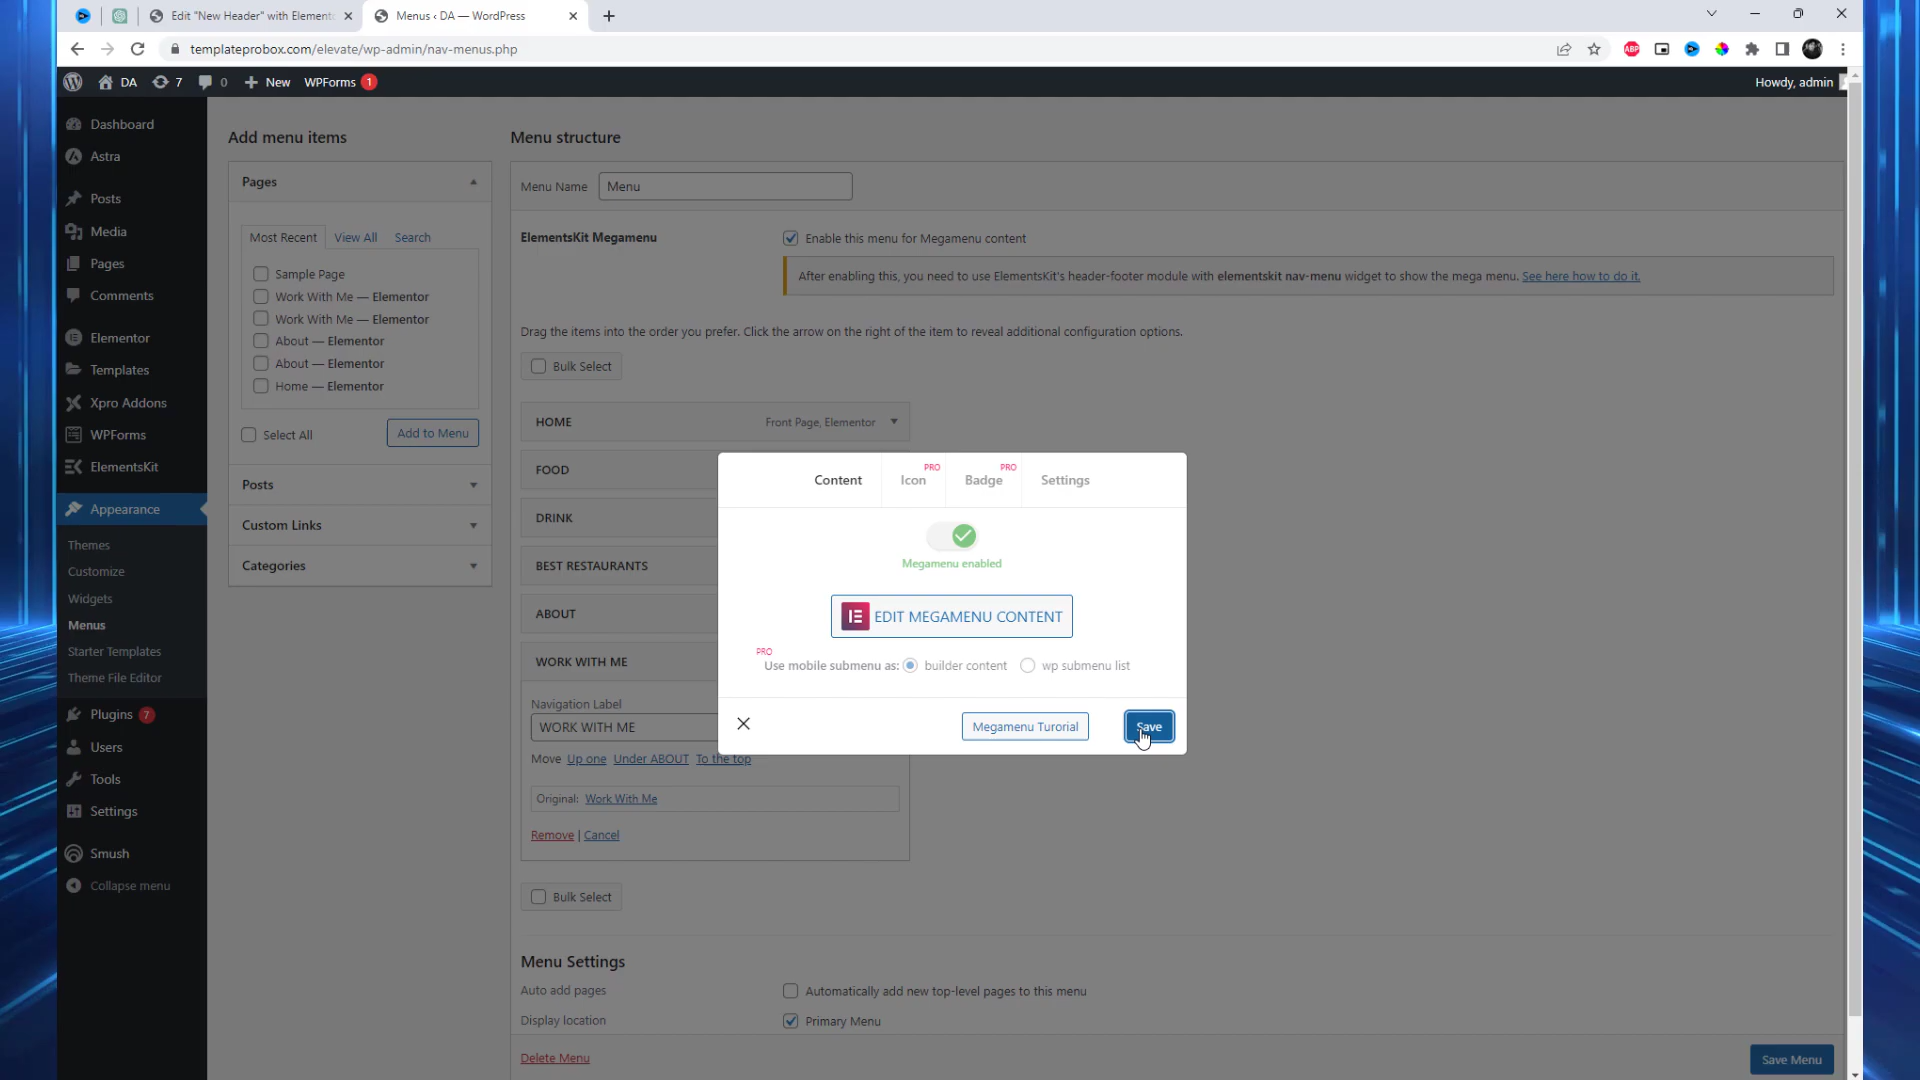 Edit "New Header" with Element
Menus ‹ DA — WordPress
templateprobox.com/elevate/wp-admin/nav-menus.php
ABP
DA
7
0
New
WPForms 1
Howdy, admin
Dashboard
Astra
Posts
Media
Pages
Comments
Elementor
Templates
Xpro Addons
WPForms
ElementsKit
Appearance
Themes
Customize
Widgets
Menus
Starter Templates
Theme File Editor
Plugins 7
Users
Tools
Settings
Smush
Collapse menu
Add menu items
Pages
Most Recent View All Search
Sample Page
Work With Me — Elementor
Work With Me — Elementor
About — Elementor
About — Elementor
Home — Elementor
Select All
Add to Menu
Posts
Custom Links
Categories
Menu structure
Menu Name Menu
ElementsKit Megamenu
Enable this menu for Megamenu content
After enabling this, you need to use ElementsKit's header-footer module with elementskit nav-menu widget to show the mega menu. See here how to do it.
Drag the items into the order you prefer. Click the arrow on the right of the item to reveal additional configuration options.
Bulk Select
HOME Front Page, Elementor
FOOD
DRINK
BEST RESTAURANTS
ABOUT
WORK WITH ME
Navigation Label
WORK WITH ME
Move Up one Under ABOUT To the top
Original: Work With Me
Remove | Cancel
Bulk Select
Menu Settings
Auto add pages
Automatically add new top-level pages to this menu
Display location
Primary Menu
Delete Menu
Save Menu
Content
Icon PRO
Badge PRO
Settings
Megamenu enabled
EDIT MEGAMENU CONTENT
PRO
Use mobile submenu as: builder content wp submenu list
Megamenu Turorial
Save